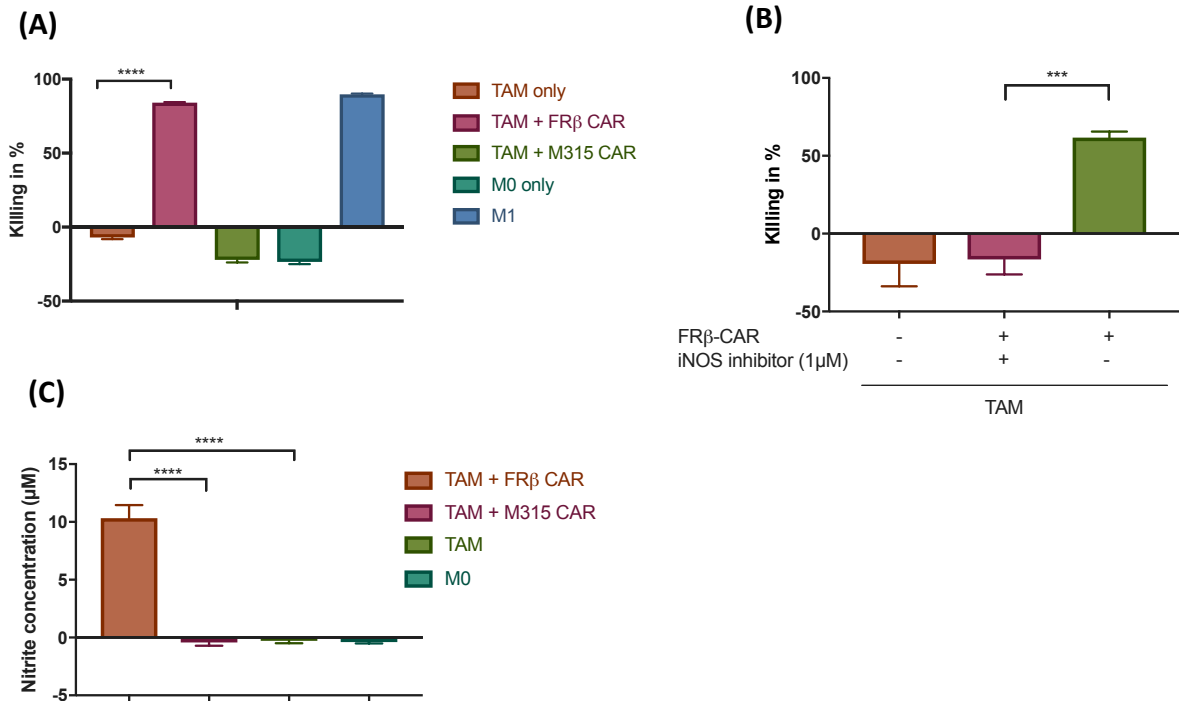 (A)
****
100
50
0
-50
KIlling in %
TAM only
TAM + FRβ CAR
TAM + M315 CAR
M0 only
M1
(B)
***
100
50
0
-50
KIlling in %
FRβ-CAR - + +
iNOS inhibitor (1μM) - + -
TAM
(C)
****
****
15
10
5
0
-5
Nitrite concentration (μM)
TAM + FRβ CAR
TAM + M315 CAR
TAM
M0